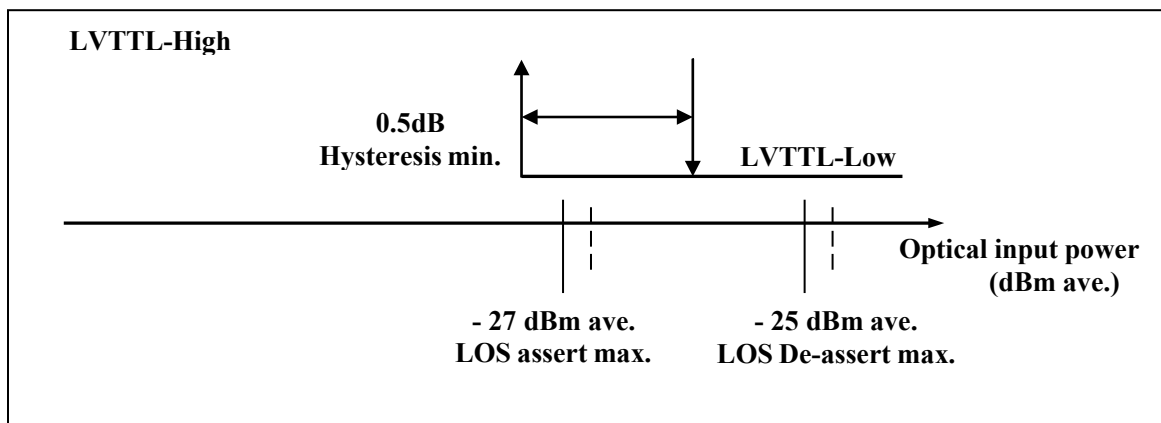 LVTTL-High
0.5dB
Hysteresis min.
LVTTL-Low
Optical input power
(dBm ave.)
- 27 dBm ave.
LOS assert max.
- 25 dBm ave.
LOS De-assert max.